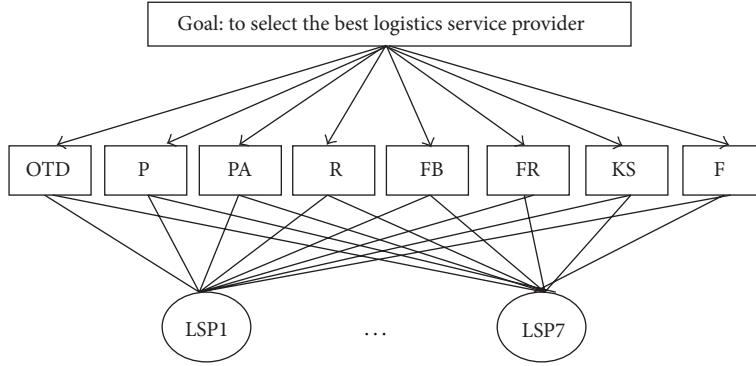 Goal: to select the best logistics service provider
OTD P PA R FB FR KS F
LSP1 … LSP7